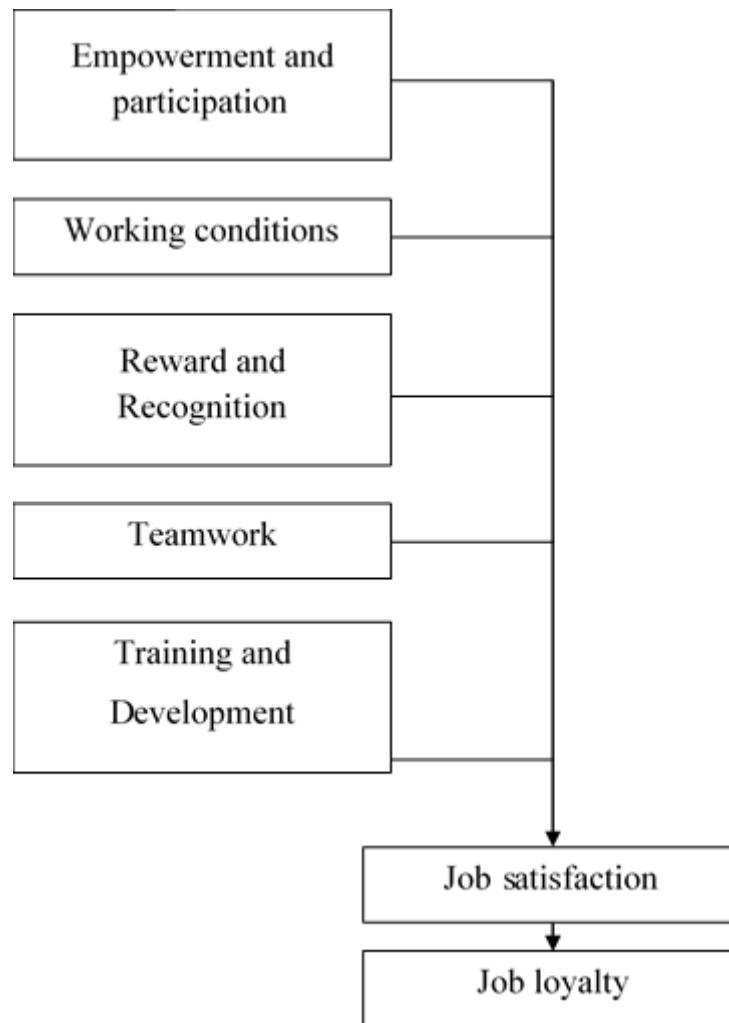 Empowerment and
participation
Working conditions
Reward and
Recognition
Teamwork
Training and
Development
Job satisfaction
Job loyalty